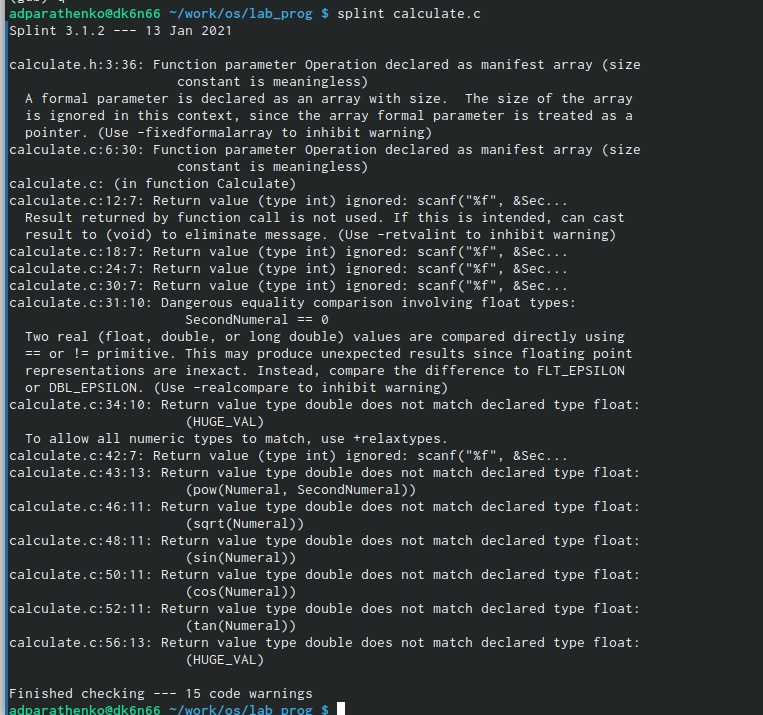 adparathenko@dk6n66 ~/work/os/lab_prog $ splint calculate.c
Splint 3.1.2 --- 13 Jan 2021

calculate.h:3:36: Function parameter Operation declared as manifest array (size
                     constant is meaningless)
  A formal parameter is declared as an array with size.  The size of the array
  is ignored in this context, since the array formal parameter is treated as a
  pointer. (Use -fixedformalarray to inhibit warning)
calculate.c:6:30: Function parameter Operation declared as manifest array (size
                     constant is meaningless)
calculate.c: (in function Calculate)
calculate.c:12:7: Return value (type int) ignored: scanf("%f", &Sec...
  Result returned by function call is not used. If this is intended, can cast
  result to (void) to eliminate message. (Use -retvalint to inhibit warning)
calculate.c:18:7: Return value (type int) ignored: scanf("%f", &Sec...
calculate.c:24:7: Return value (type int) ignored: scanf("%f", &Sec...
calculate.c:30:7: Return value (type int) ignored: scanf("%f", &Sec...
calculate.c:31:10: Dangerous equality comparison involving float types:
                      SecondNumeral == 0
  Two real (float, double, or long double) values are compared directly using
  == or != primitive. This may produce unexpected results since floating point
  representations are inexact. Instead, compare the difference to FLT_EPSILON
  or DBL_EPSILON. (Use -realcompare to inhibit warning)
calculate.c:34:10: Return value type double does not match declared type float:
                      (HUGE_VAL)
  To allow all numeric types to match, use +relaxtypes.
calculate.c:42:7: Return value (type int) ignored: scanf("%f", &Sec...
calculate.c:43:13: Return value type double does not match declared type float:
                      (pow(Numeral, SecondNumeral))
calculate.c:46:11: Return value type double does not match declared type float:
                      (sqrt(Numeral))
calculate.c:48:11: Return value type double does not match declared type float:
                      (sin(Numeral))
calculate.c:50:11: Return value type double does not match declared type float:
                      (cos(Numeral))
calculate.c:52:11: Return value type double does not match declared type float:
                      (tan(Numeral))
calculate.c:56:13: Return value type double does not match declared type float:
                      (HUGE_VAL)

Finished checking --- 15 code warnings
adparathenko@dk6n66 ~/work/os/lab_prog $